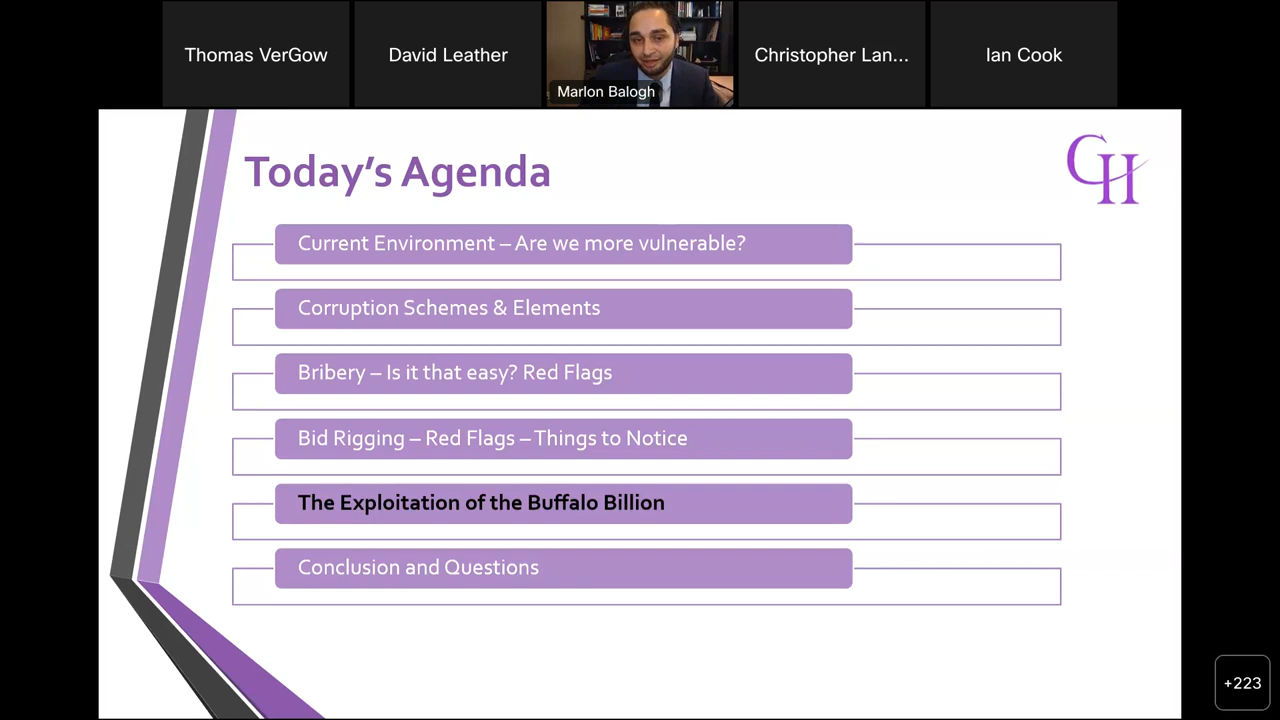 Thomas VerGow
David Leather
Marlon Balogh
Christopher Lan...
Ian Cook
Today's Agenda
GH
Current Environment – Are we more vulnerable?
Corruption Schemes & Elements
Bribery – Is it that easy? Red Flags
Bid Rigging – Red Flags – Things to Notice
The Exploitation of the Buffalo Billion
Conclusion and Questions
+223